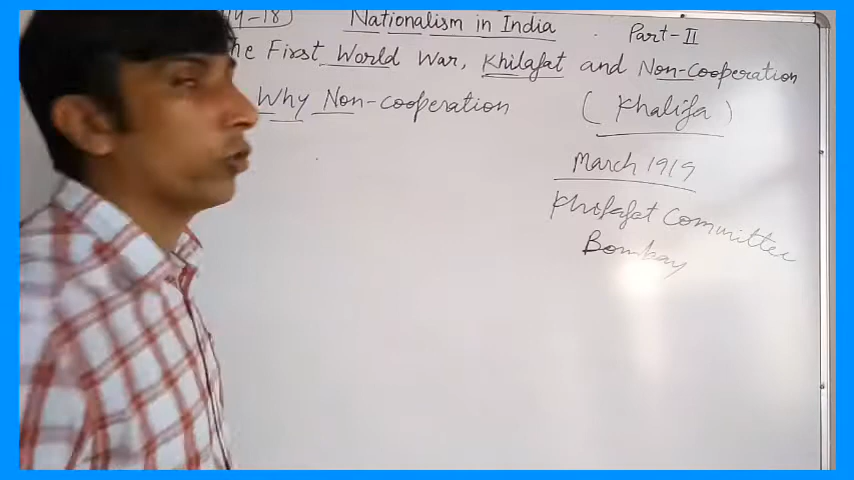 14-18) Nationalism in India . Part-II
he First World War, Khilafat and Non-Cooperation
Why Non-cooperation
(Khalifa)
March 1919
Khilafat Committee
Bombay